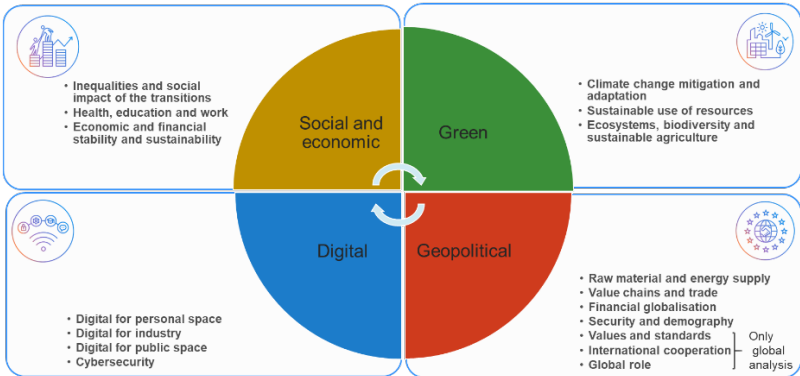 • Inequalities and social
impact of the transitions
• Health, education and work
• Economic and financial
stability and sustainability
Social and
economic
Green
• Climate change mitigation and
adaptation
• Sustainable use of resources
• Ecosystems, biodiversity and
sustainable agriculture
Digital
• Digital for personal space
• Digital for industry
• Digital for public space
• Cybersecurity
Geopolitical
• Raw material and energy supply
• Value chains and trade
• Financial globalisation
• Security and demography
• Values and standards
• International cooperation
• Global role
Only
global
analysis